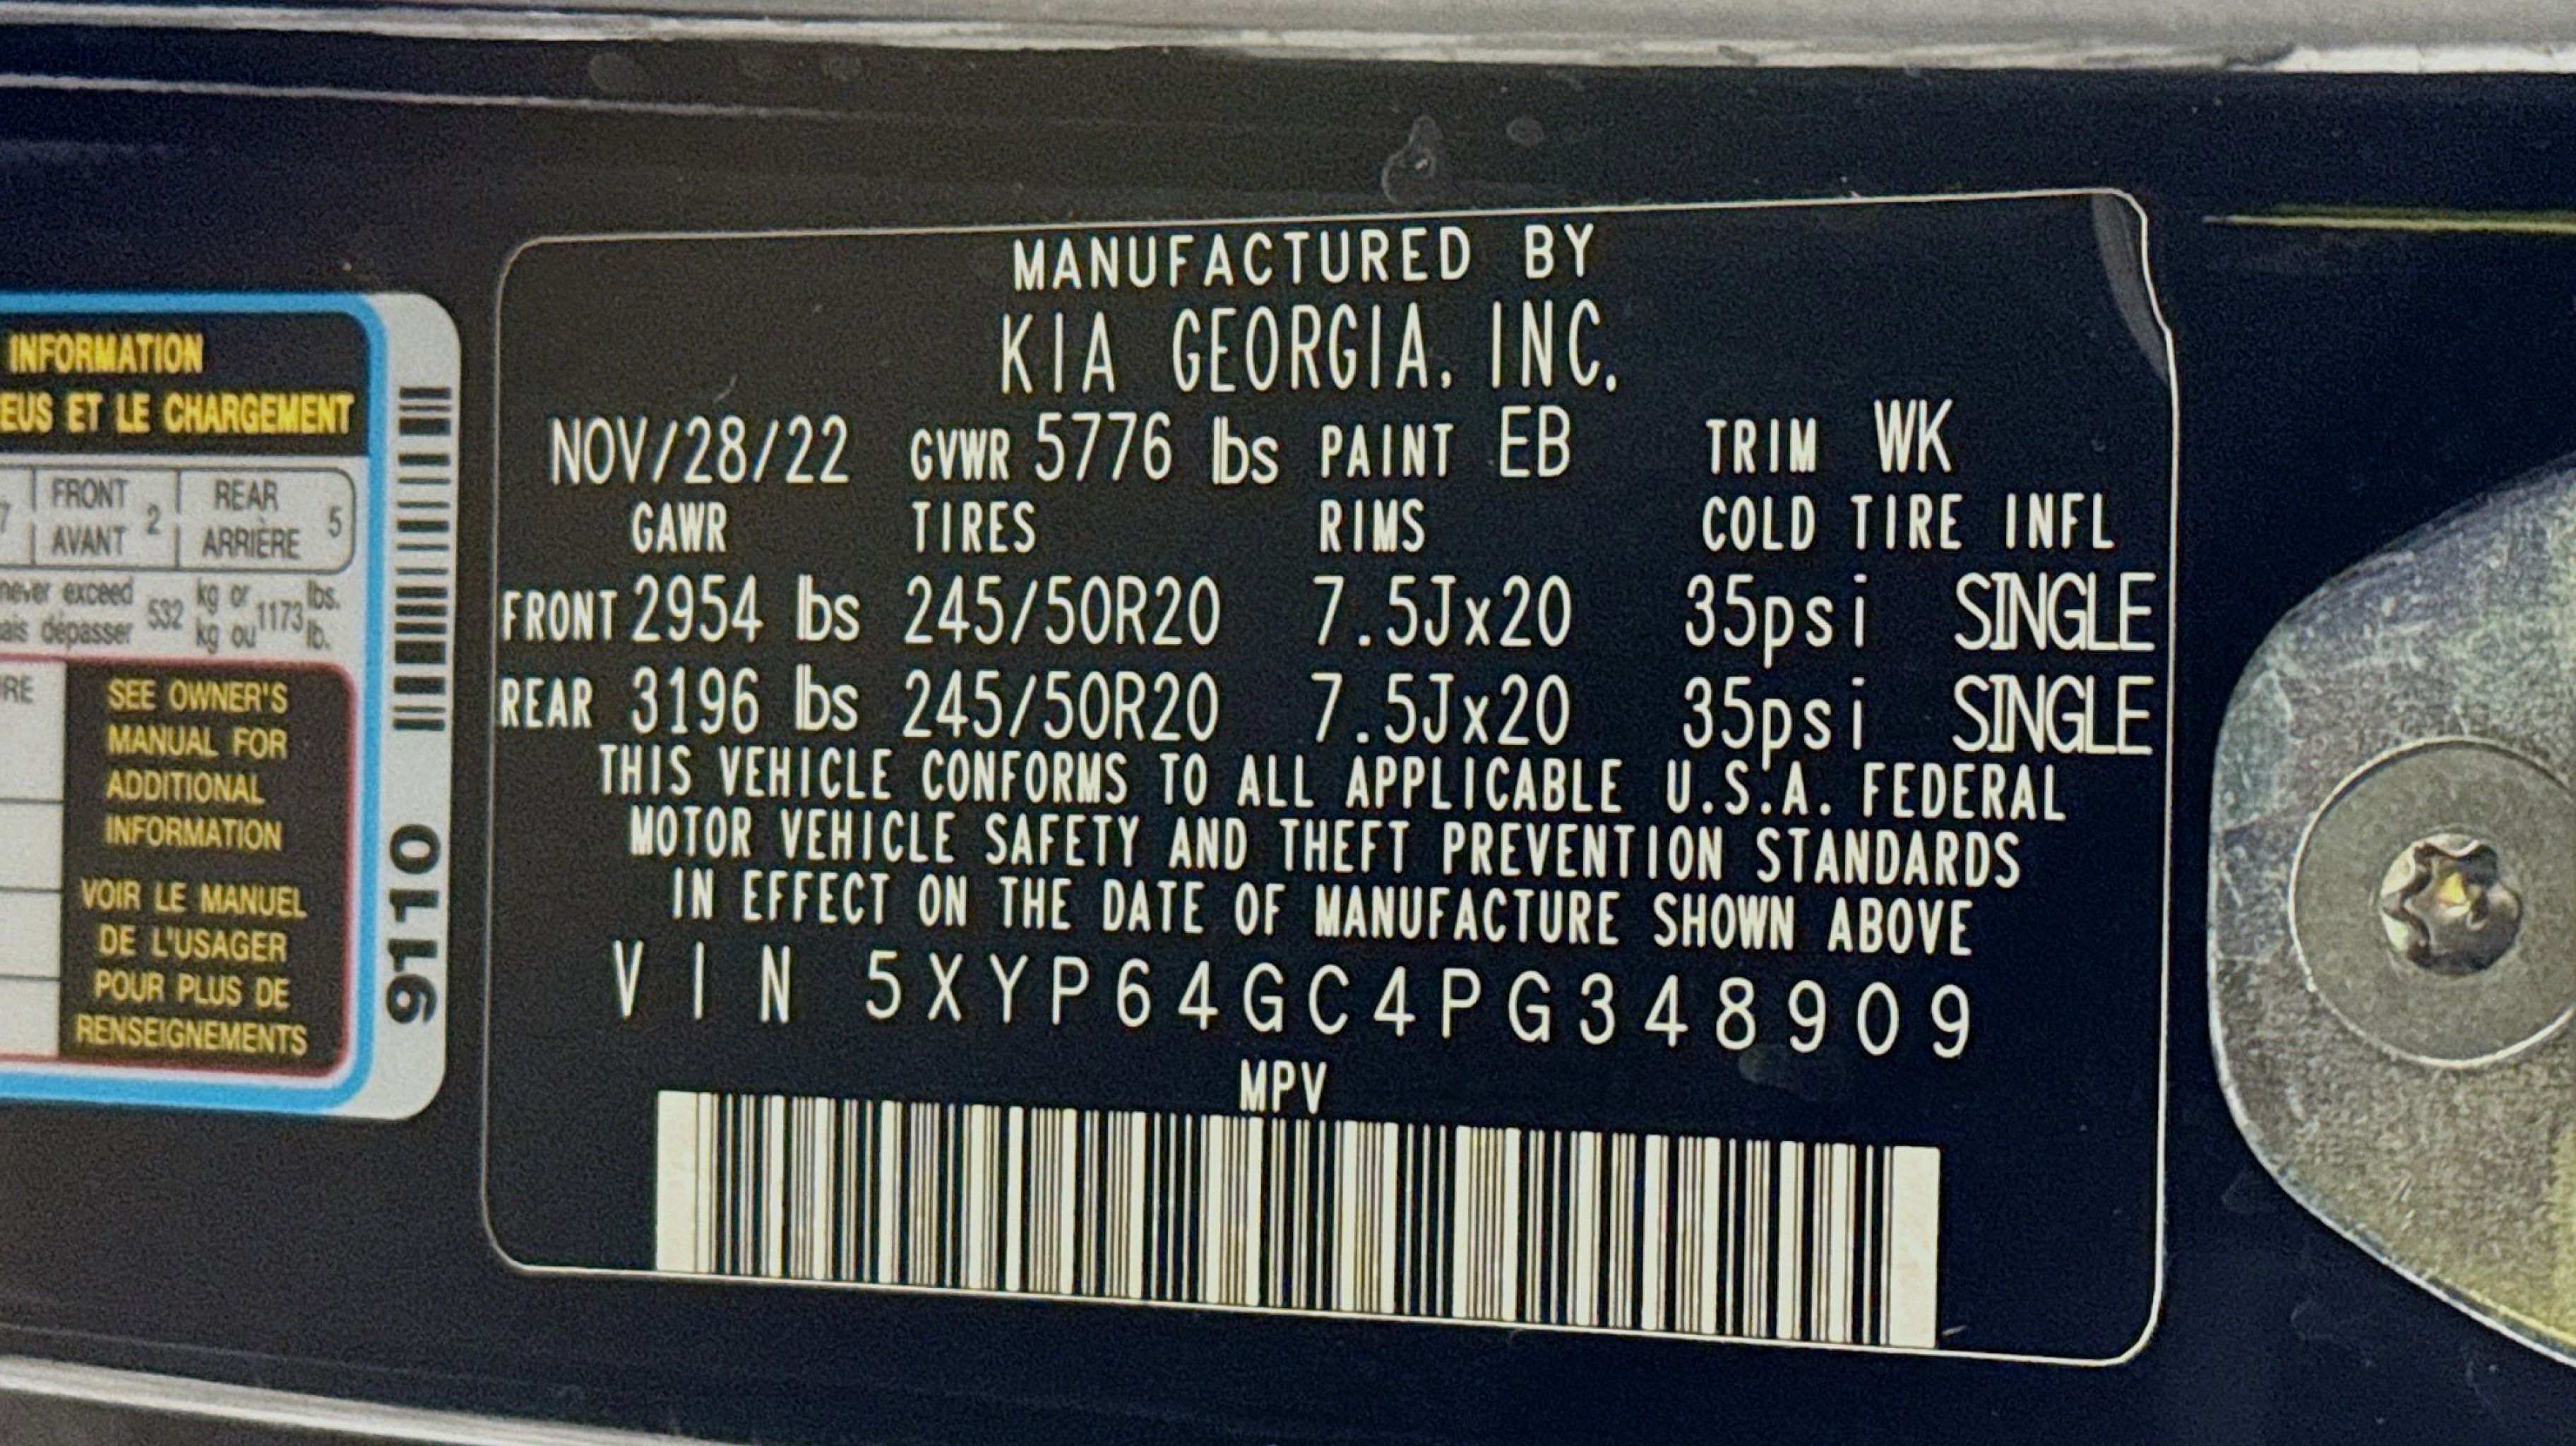 INFORMATION
EUS ET LE CHARGEMENT
7 FRONT 2 REAR 5
AVANT ARRIÈRE
never exceed 532 kg or 1173 lbs.
ais dépasser kg ou lb.
RE
SEE OWNER'S
MANUAL FOR
ADDITIONAL
INFORMATION
VOIR LE MANUEL
DE L'USAGER
POUR PLUS DE
RENSEIGNEMENTS
9110
MANUFACTURED BY
KIA GEORGIA, INC.
NOV/28/22 GVWR 5776 lbs PAINT EB TRIM WK
GAWR TIRES RIMS COLD TIRE INFL
FRONT 2954 lbs 245/50R20 7.5Jx20 35psi SINGLE
REAR 3196 lbs 245/50R20 7.5Jx20 35psi SINGLE
THIS VEHICLE CONFORMS TO ALL APPLICABLE U.S.A. FEDERAL
MOTOR VEHICLE SAFETY AND THEFT PREVENTION STANDARDS
IN EFFECT ON THE DATE OF MANUFACTURE SHOWN ABOVE
VIN 5XYP64GC4PG348909
MPV